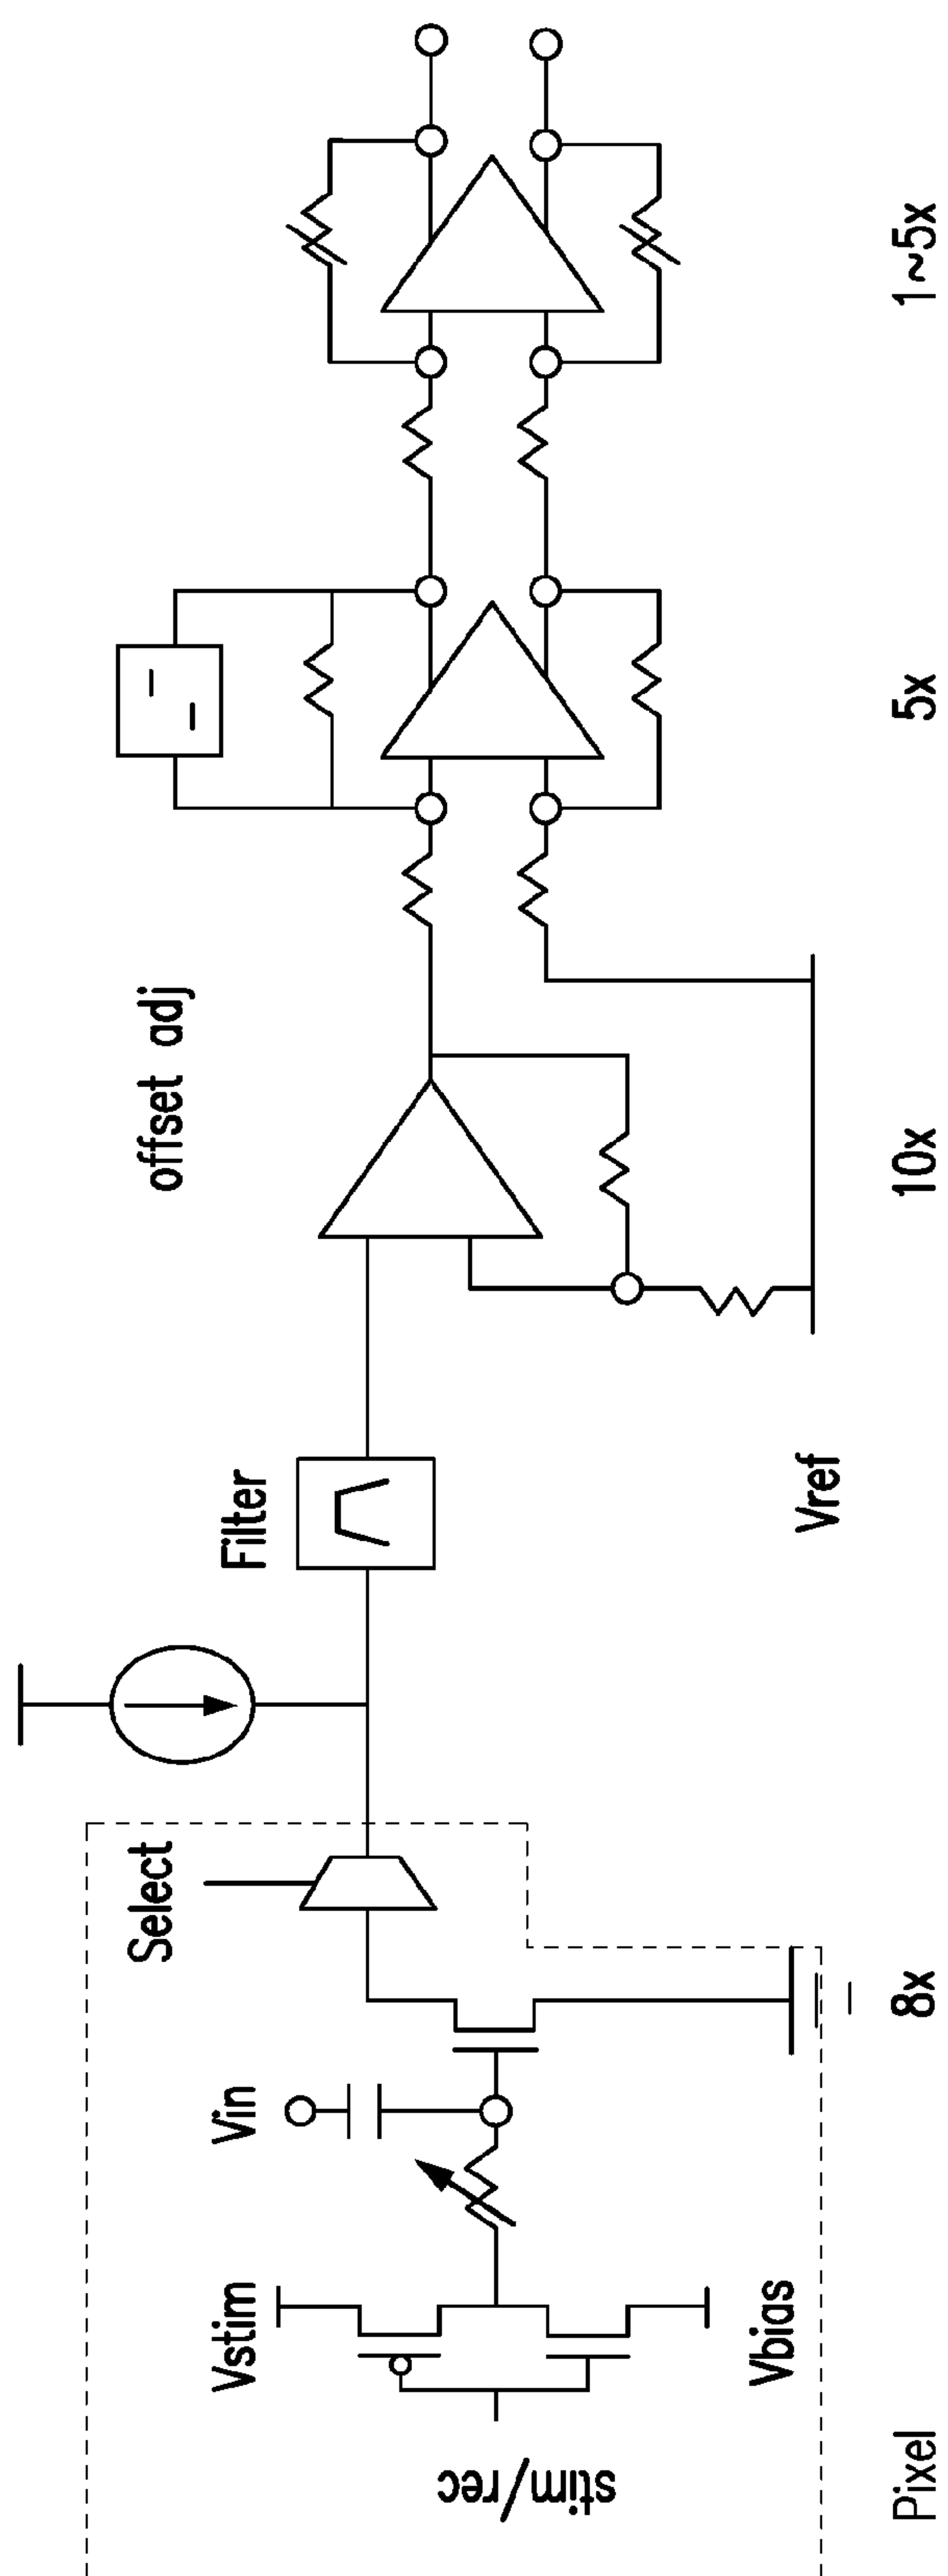 stim/rec
Vstim
Vbias
Vin
Select
Filter
Vref
offset adj
Pixel
8x
10x
5x
1~5x